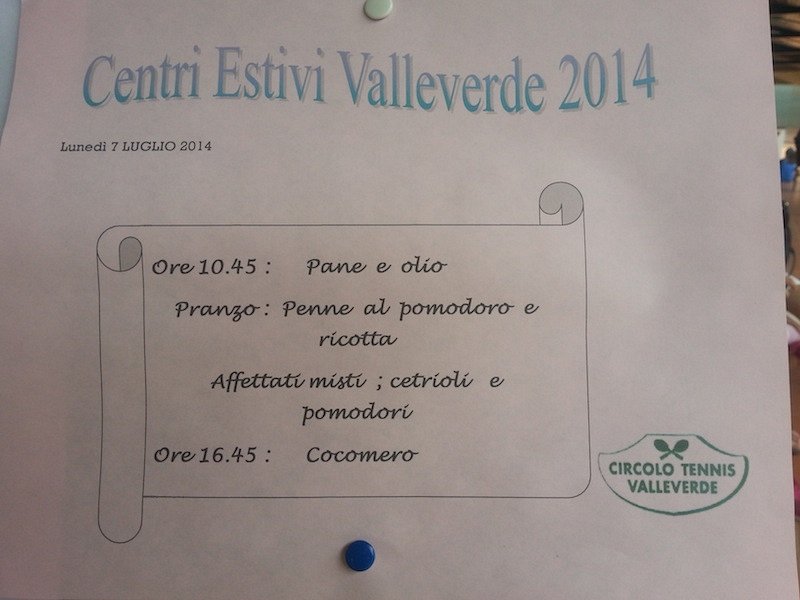 Centri Estivi Valleverde 2014
Lunedì 7 LUGLIO 2014
Ore 10.45 : Pane e olio
Pranzo : Penne al pomodoro e
ricotta
Affettati misti ; cetrioli e
pomodori
Ore 16.45 : Cocomero
CIRCOLO TENNIS
VALLEVERDE